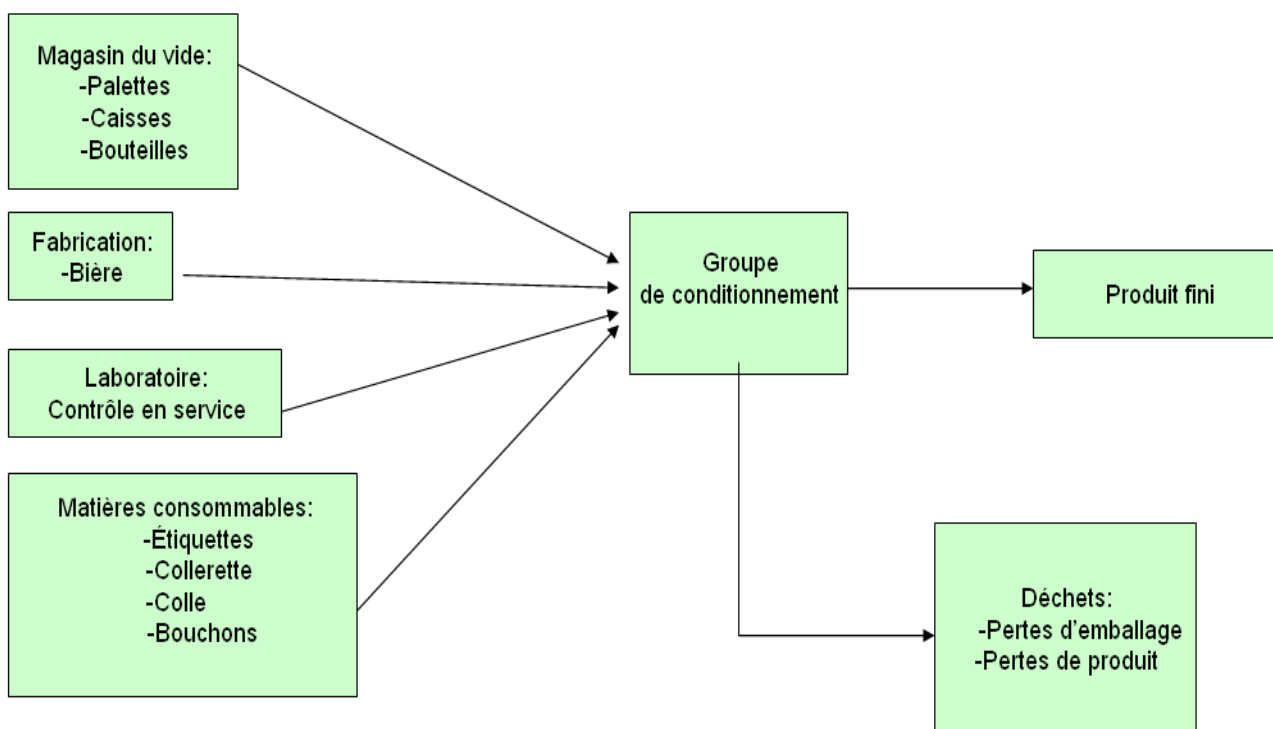 Magasin du vide:
-Palettes
-Caisses
-Bouteilles
Fabrication:
-Bière
Laboratoire:
Contrôle en service
Matières consommables:
-Étiquettes
-Collerette
-Colle
-Bouchons
Groupe
de conditionnement
Produit fini
Déchets:
-Pertes d’emballage
-Pertes de produit